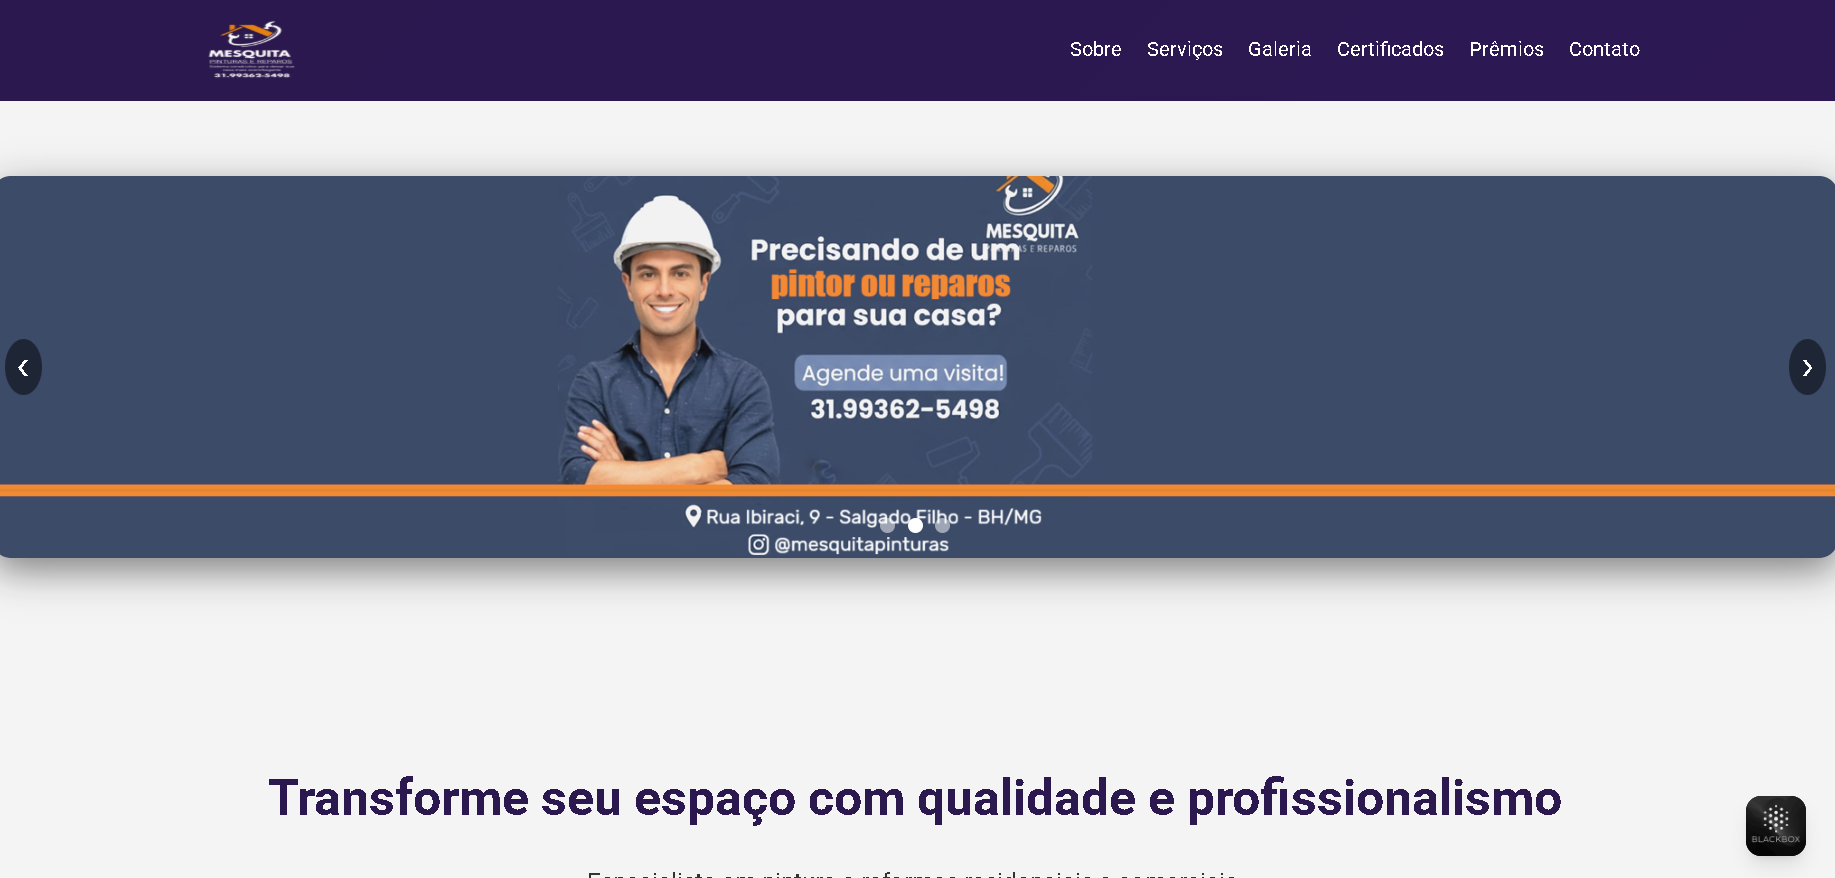 MESQUITA
PINTURAS E REPAROS
31.99362-5498
Sobre Serviços Galeria Certificados Prêmios Contato
MESQUITA
E REPAROS
Precisando de um
pintor ou reparos
para sua casa?
Agende uma visita!
31.99362-5498
Rua Ibiraci, 9 - Salgado Filho - BH/MG
@mesquitapinturas
Transforme seu espaço com qualidade e profissionalismo
BLACKBOX